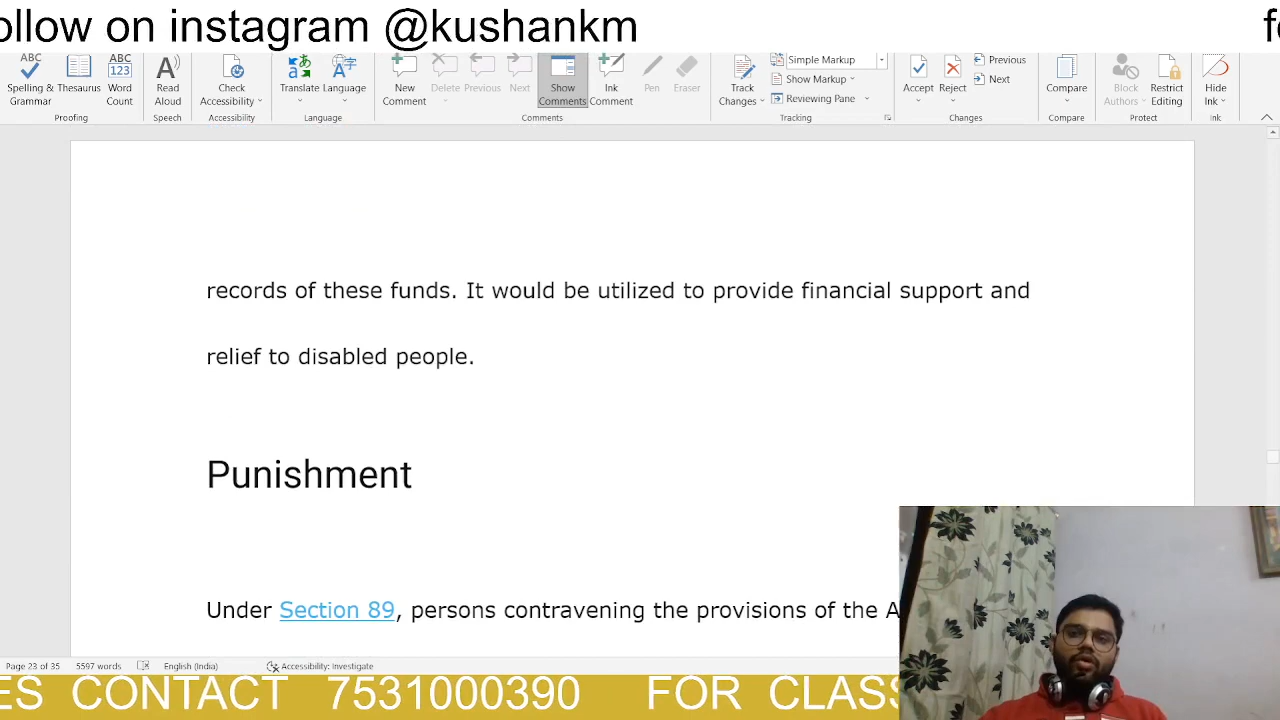 ollow on instagram @kushankm
Spelling & Grammar
Thesaurus
Word Count
Proofing
Read Aloud
Speech
Check Accessibility
Accessibility
Translate
Language
Language
New Comment
Delete
Previous
Next
Show Comments
Ink Comment
Pen
Eraser
Comments
Track Changes
Simple Markup
Show Markup
Reviewing Pane
Tracking
Accept
Reject
Previous
Next
Changes
Compare
Compare
Block Authors
Restrict Editing
Protect
Hide Ink
Ink
records of these funds. It would be utilized to provide financial support and
relief to disabled people.
Punishment
Under Section 89, persons contravening the provisions of the A
Page 23 of 35
5597 words
English (India)
Accessibility: Investigate
ES CONTACT 7531000390 FOR CLASS